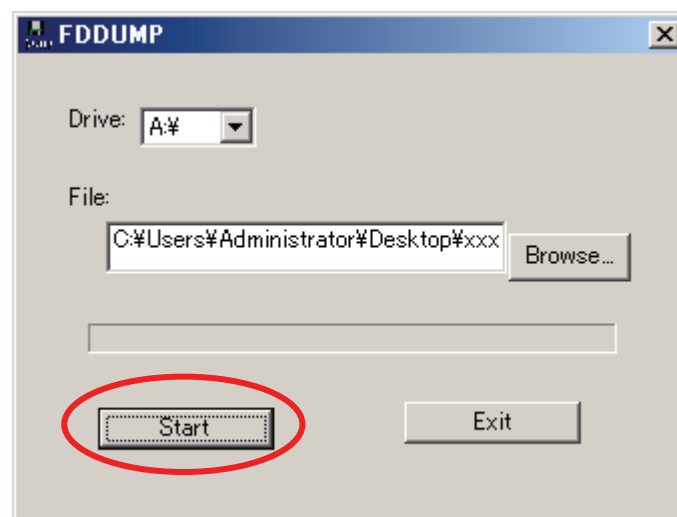 FDDUMP
Drive: A:¥
File:
C:¥Users¥Administrator¥Desktop¥xxx
Browse...
Start Exit